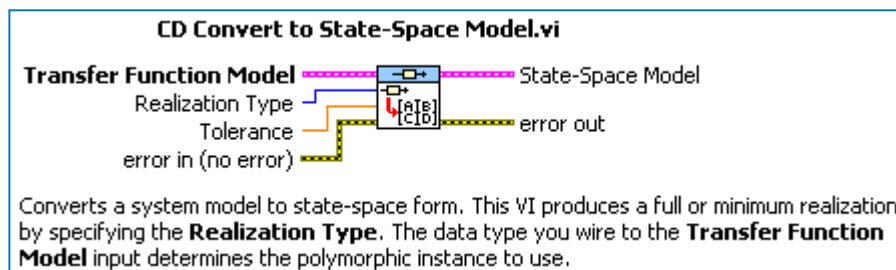 CD Convert to State-Space Model.vi
Transfer Function Model
State-Space Model
Realization Type
[A][B]
[C][D]
Tolerance
error out
error in (no error)
Converts a system model to state-space form. This VI produces a full or minimum realization
by specifying the Realization Type. The data type you wire to the Transfer Function
Model input determines the polymorphic instance to use.